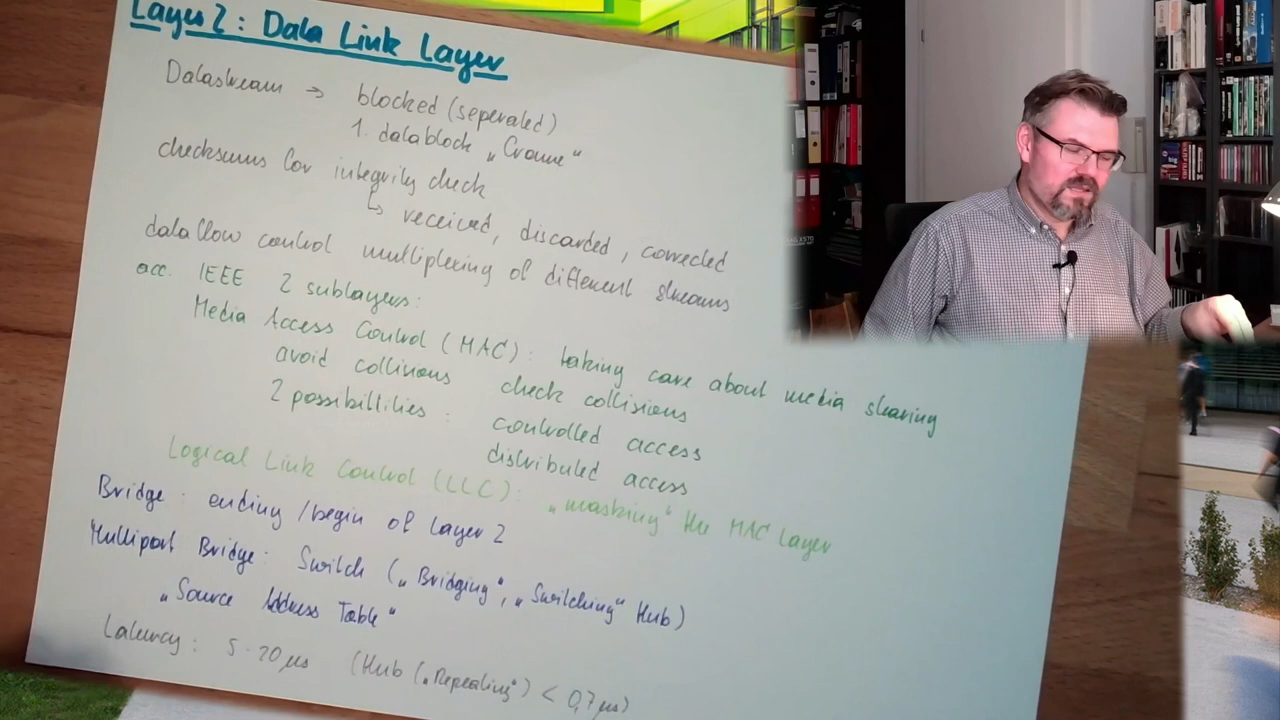 Layer 2: Data Link Layer
Datastream → blocked (seperated)
1. datablock „Frame“
checksums for integrity check
↳ received, discarded, corrected
dataflow control multiplexing of different streams
acc. IEEE 2 sublayers:
Media Access Control (MAC): taking care about media sharing
avoid collisions check collisions
2 possibilities: controlled access
distributed access
Logical Link Control (LLC): „masking“ the MAC Layer
Bridge: ending/begin of Layer 2
Multiport Bridge: Switch („Bridging“, „Switching“ Hub)
„Source Address Table“
Latency: 5-20 µs (Hub („Repeating“) < 0,7 µs)